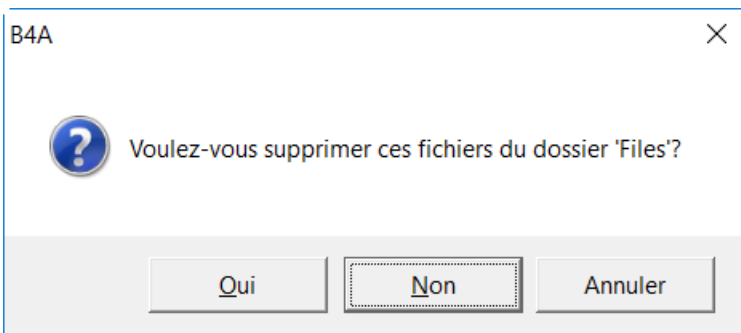 B4A
Voulez-vous supprimer ces fichiers du dossier 'Files'?
Oui Non Annuler